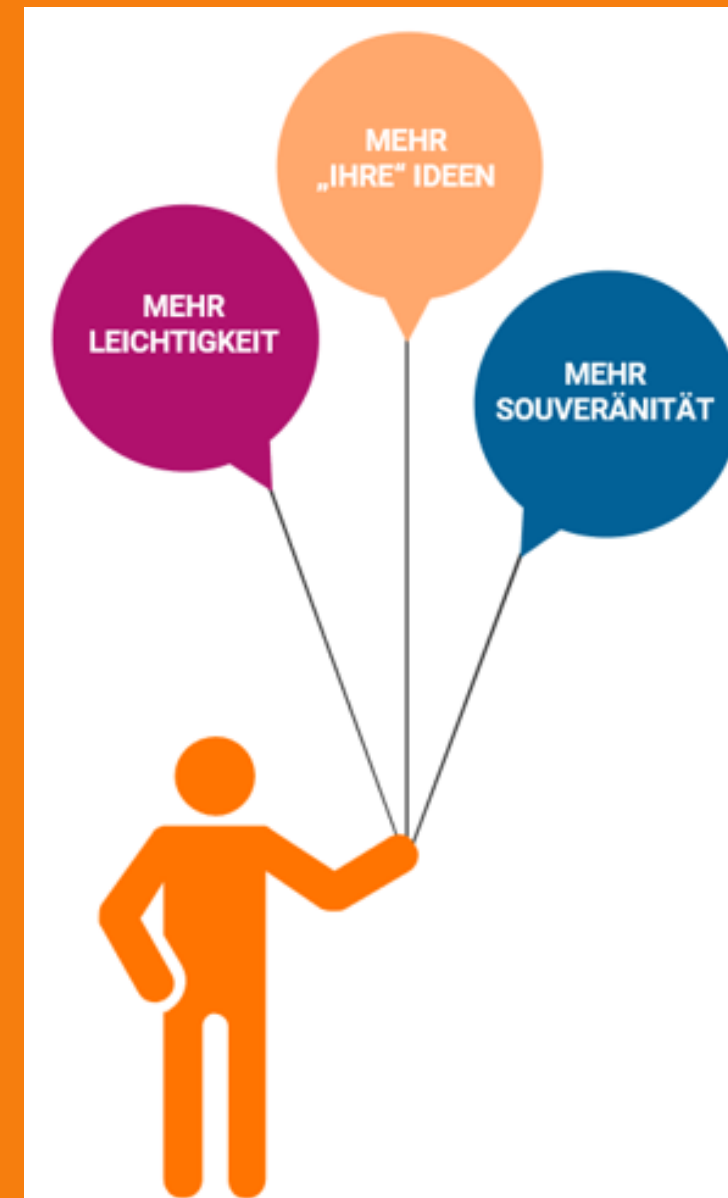 MEHR
„IHRE“ IDEEN
MEHR
LEICHTIGKEIT
MEHR
SOUVERÄNITÄT